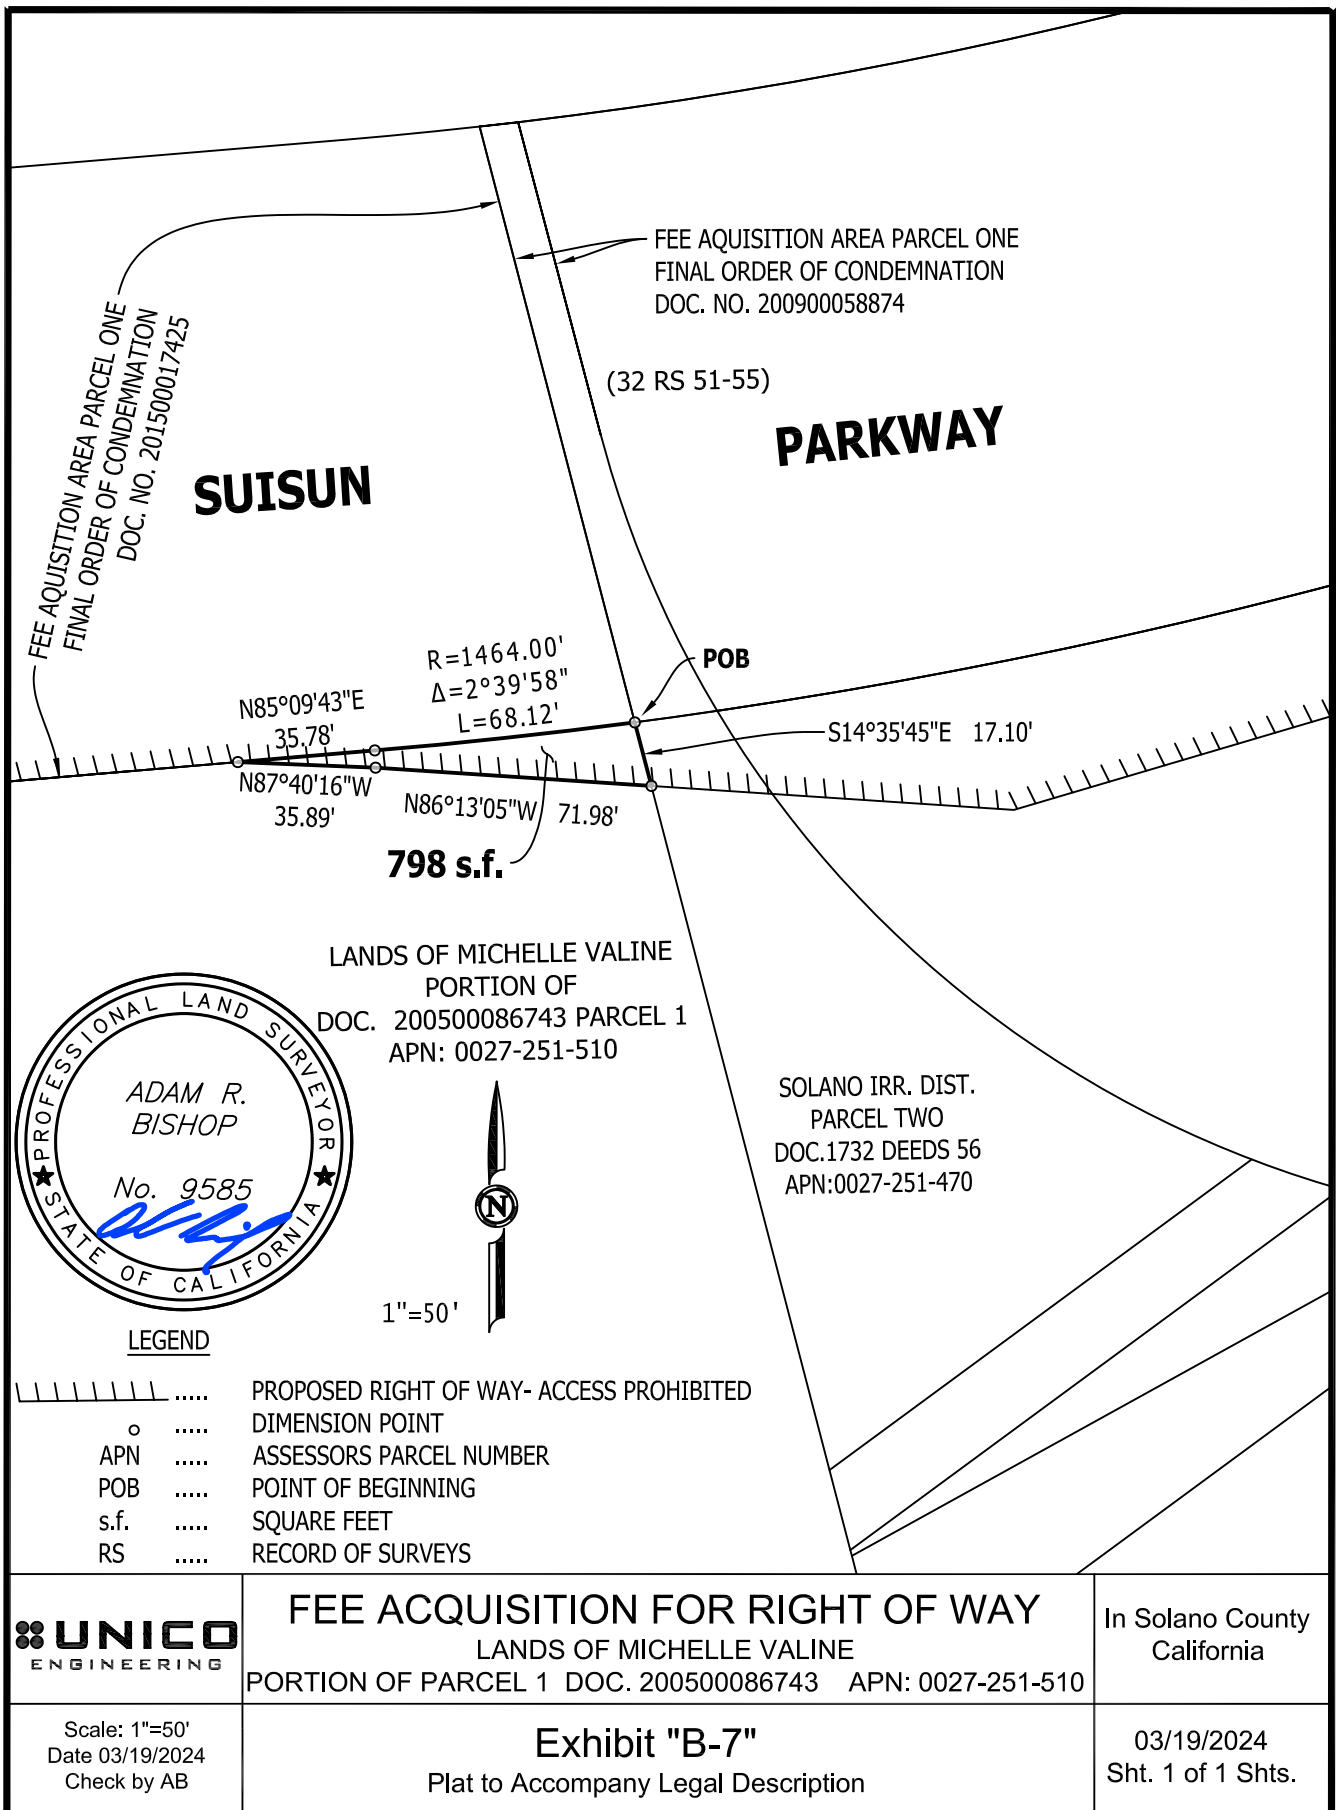 FEE AQUISITION AREA PARCEL ONE
FINAL ORDER OF CONDEMNATION
DOC. NO. 201500017425
FEE AQUISITION AREA PARCEL ONE
FINAL ORDER OF CONDEMNATION
DOC. NO. 200900058874
(32 RS 51-55)
SUISUN
PARKWAY
R=1464.00'
Δ=2°39'58"
L=68.12'
POB
N85°09'43"E
35.78'
S14°35'45"E 17.10'
N87°40'16"W
35.89'
N86°13'05"W 71.98'
798 s.f.
LANDS OF MICHELLE VALINE
PORTION OF
DOC. 200500086743 PARCEL 1
APN: 0027-251-510
PROFESSIONAL LAND SURVEYOR
ADAM R.
BISHOP
No. 9585
STATE OF CALIFORNIA
SOLANO IRR. DIST.
PARCEL TWO
DOC.1732 DEEDS 56
APN:0027-251-470
N
1"=50'
LEGEND
..... PROPOSED RIGHT OF WAY- ACCESS PROHIBITED
..... DIMENSION POINT
APN ..... ASSESSORS PARCEL NUMBER
POB ..... POINT OF BEGINNING
s.f. ..... SQUARE FEET
RS ..... RECORD OF SURVEYS
UNICO
ENGINEERING
FEE ACQUISITION FOR RIGHT OF WAY
LANDS OF MICHELLE VALINE
PORTION OF PARCEL 1 DOC. 200500086743 APN: 0027-251-510
In Solano County
California
Scale: 1"=50'
Date 03/19/2024
Check by AB
Exhibit "B-7"
Plat to Accompany Legal Description
03/19/2024
Sht. 1 of 1 Shts.